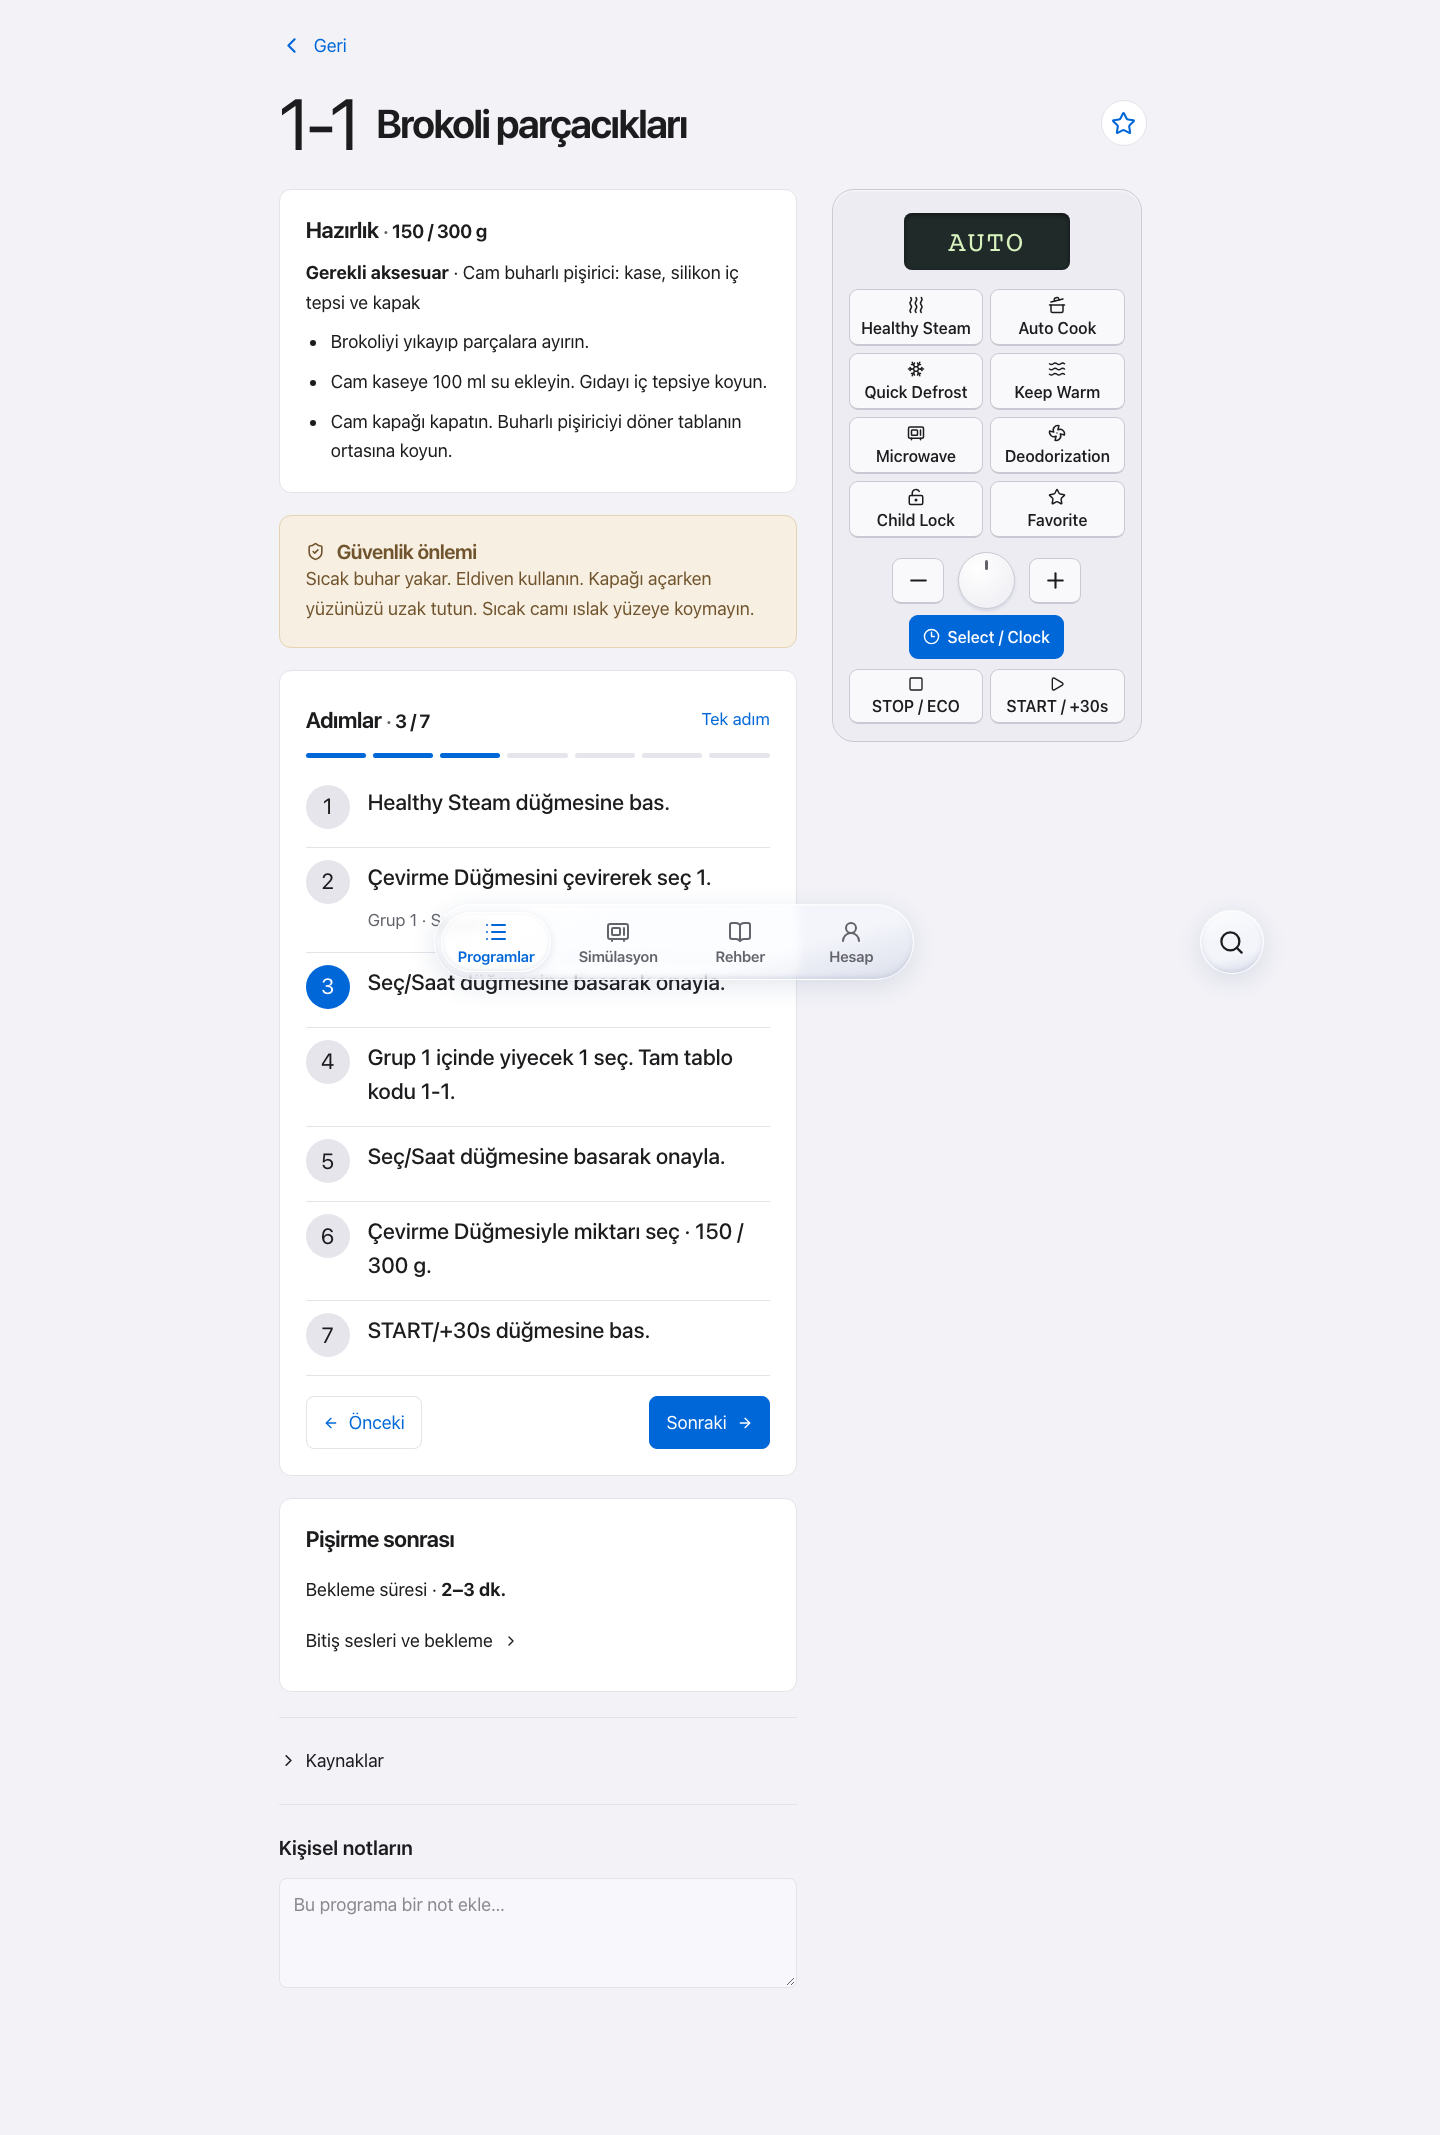 Geri
1-1 Brokoli parçacıkları
Hazırlık · 150 / 300 g
Gerekli aksesuar · Cam buharlı pişirici: kase, silikon iç
tepsi ve kapak
• Brokoliyi yıkayıp parçalara ayırın.
• Cam kaseye 100 ml su ekleyin. Gıdayı iç tepsiye koyun.
• Cam kapağı kapatın. Buharlı pişiriciyi döner tablanın
ortasına koyun.
Güvenlik önlemi
Sıcak buhar yakar. Eldiven kullanın. Kapağı açarken
yüzünüzü uzak tutun. Sıcak camı ıslak yüzeye koymayın.
Adımlar · 3 / 7
Tek adım
1 Healthy Steam düğmesine bas.
2 Çevirme Düğmesini çevirerek seç 1.
Grup 1 · S
3 Seç/Saat düğmesine basarak onayla.
4 Grup 1 içinde yiyecek 1 seç. Tam tablo
kodu 1-1.
5 Seç/Saat düğmesine basarak onayla.
6 Çevirme Düğmesiyle miktarı seç · 150 /
300 g.
7 START/+30s düğmesine bas.
← Önceki
Sonraki →
Pişirme sonrası
Bekleme süresi · 2–3 dk.
Bitiş sesleri ve bekleme
Kaynaklar
Kişisel notların
Bu programa bir not ekle...
AUTO
Healthy Steam
Auto Cook
Quick Defrost
Keep Warm
Microwave
Deodorization
Child Lock
Favorite
Select / Clock
STOP / ECO
START / +30s
Programlar
Simülasyon
Rehber
Hesap